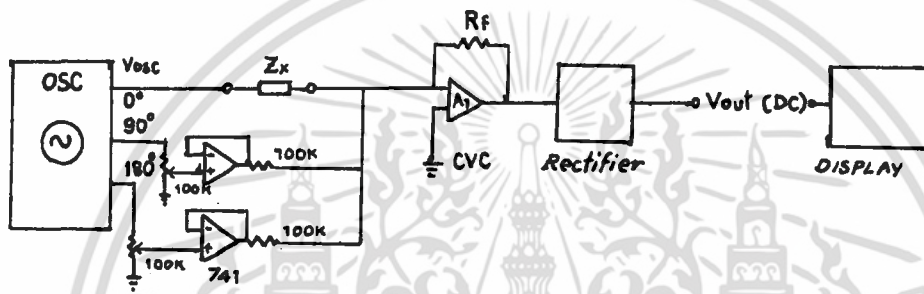 Rf
Vosc
Zx
OSC
0°
A1
Vout (DC)
90°
180°
CVC
Rectifier
DISPLAY
100K
100K
100K
100K
741